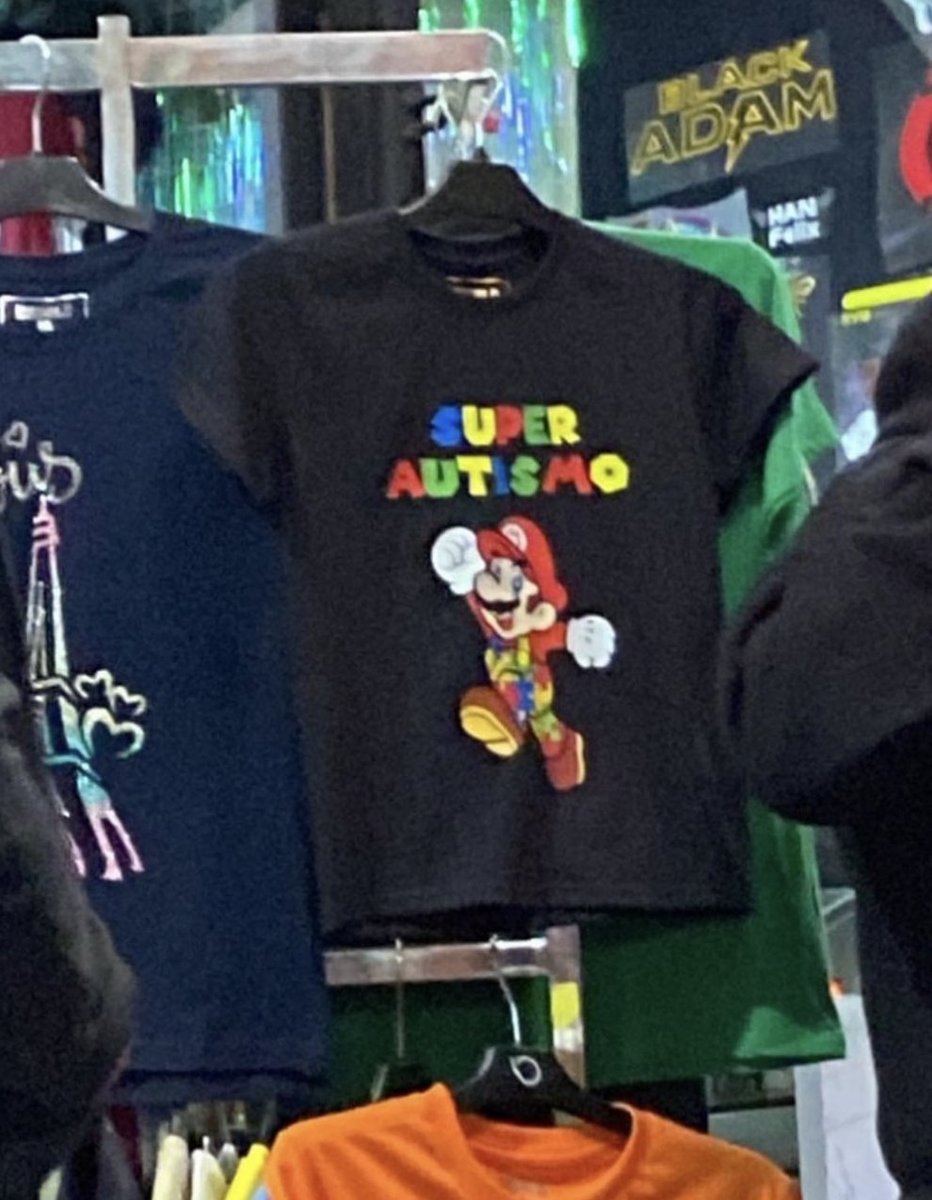 BLACK
ADAM
HAN
Felix
SUPER
AUTISMO